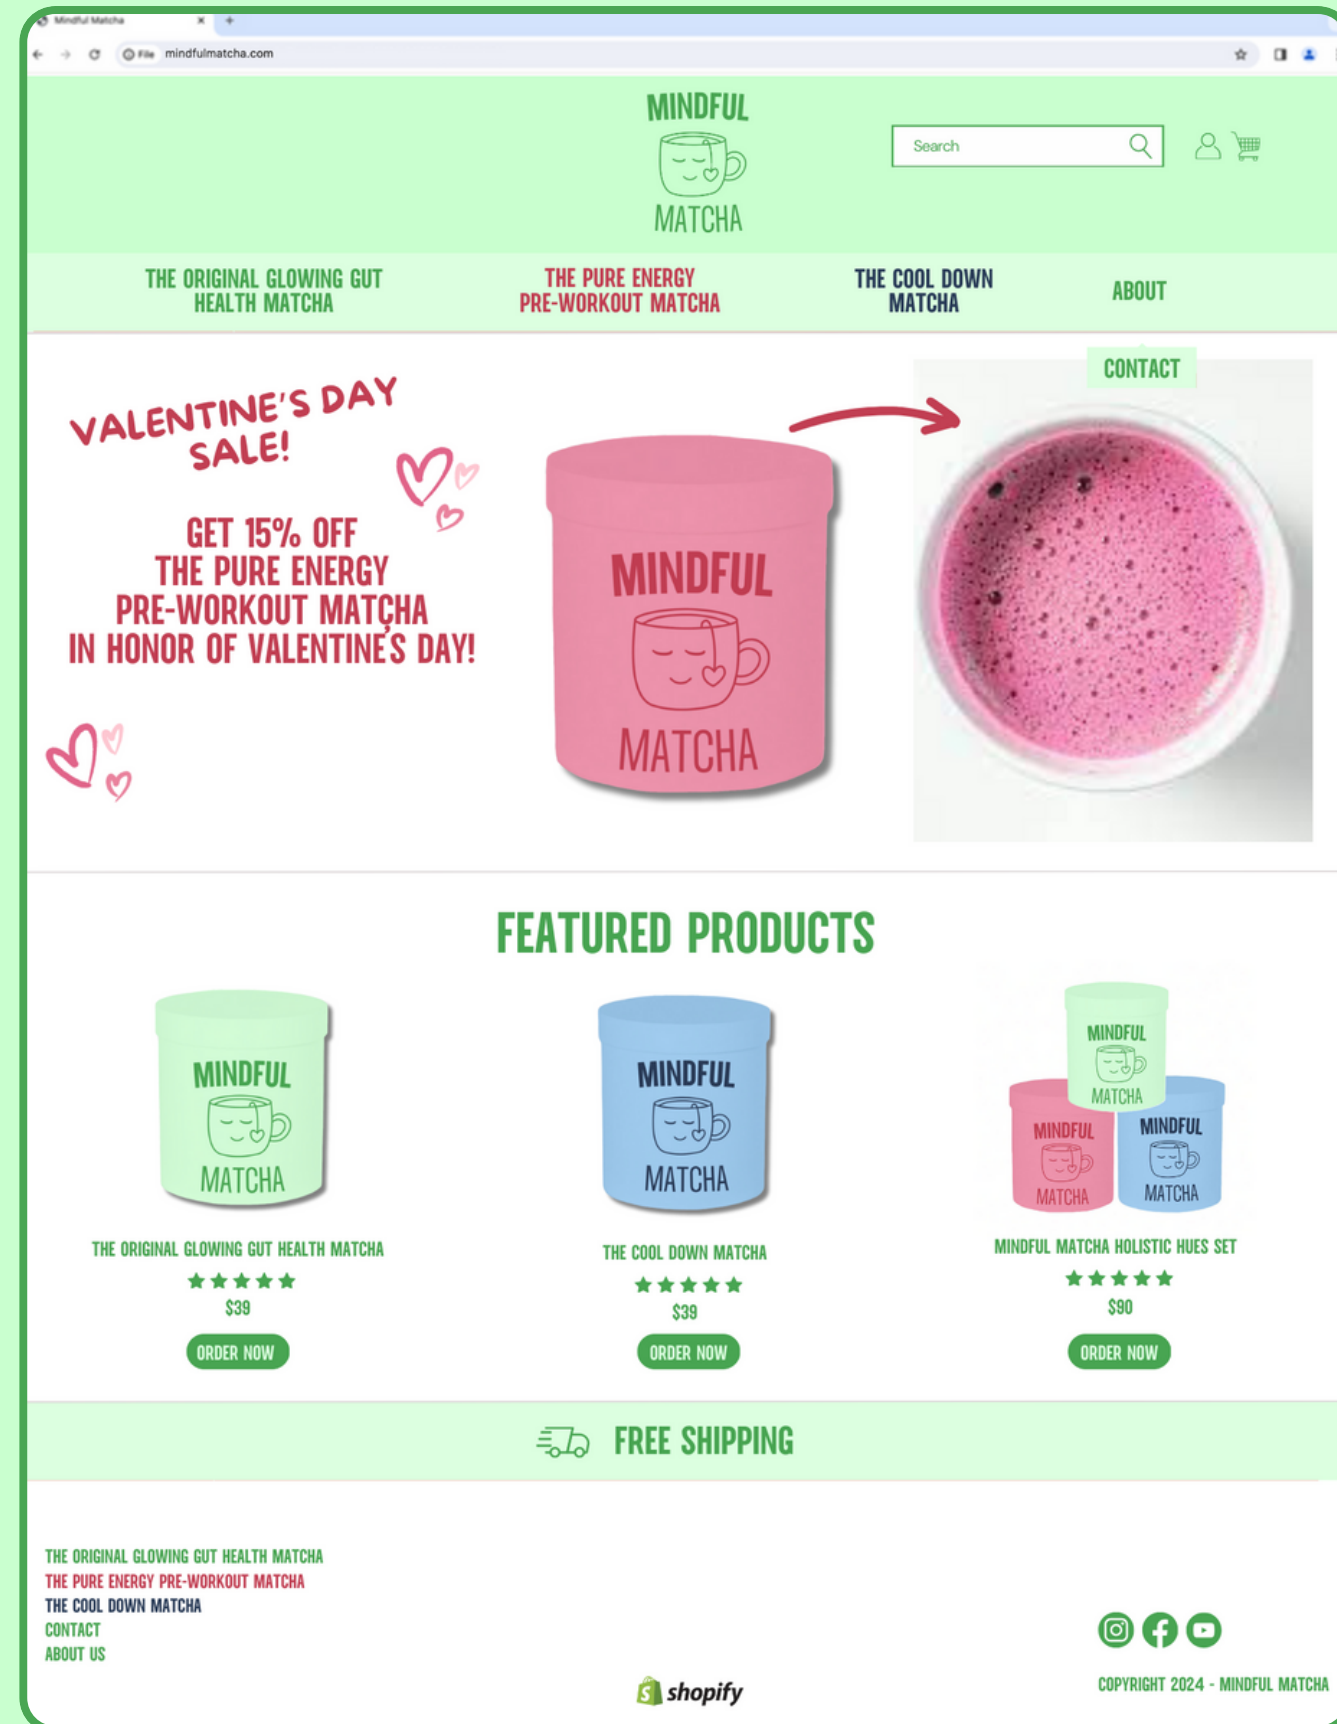 Mindful Matcha
File mindfulmatcha.com
MINDFUL
MATCHA
Search
THE ORIGINAL GLOWING GUT
HEALTH MATCHA
THE PURE ENERGY
PRE-WORKOUT MATCHA
THE COOL DOWN
MATCHA
ABOUT
CONTACT
VALENTINE'S DAY
SALE!
GET 15% OFF
THE PURE ENERGY
PRE-WORKOUT MATCHA
IN HONOR OF VALENTINE'S DAY!
MINDFUL
MATCHA
FEATURED PRODUCTS
MINDFUL
MATCHA
THE ORIGINAL GLOWING GUT HEALTH MATCHA
$39
ORDER NOW
MINDFUL
MATCHA
THE COOL DOWN MATCHA
$39
ORDER NOW
MINDFUL
MATCHA
MINDFUL
MATCHA
MINDFUL
MATCHA
MINDFUL MATCHA HOLISTIC HUES SET
$90
ORDER NOW
FREE SHIPPING
THE ORIGINAL GLOWING GUT HEALTH MATCHA
THE PURE ENERGY PRE-WORKOUT MATCHA
THE COOL DOWN MATCHA
CONTACT
ABOUT US
shopify
COPYRIGHT 2024 - MINDFUL MATCHA